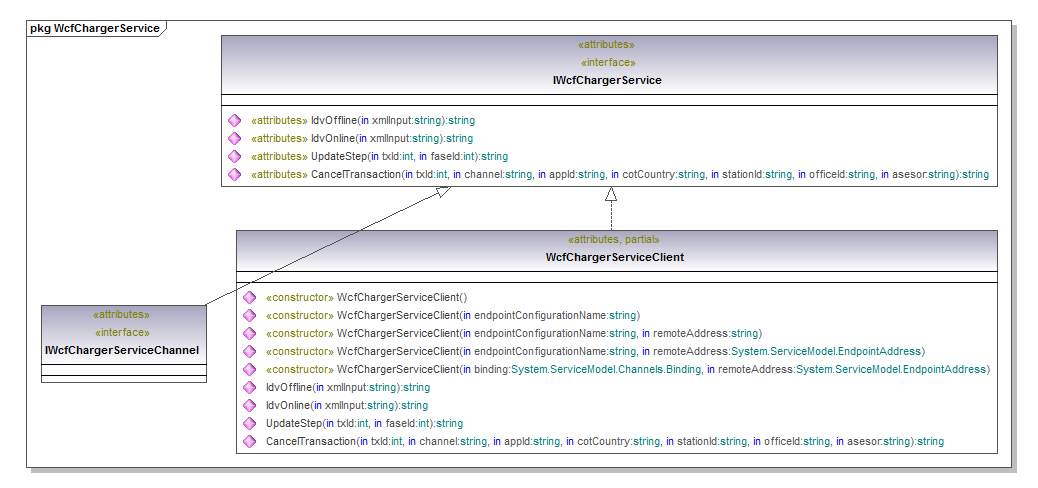 pkg WcfChargerService
«attributes»
«interface»
IWcfChargerService
«attributes» IdvOffline(in xmlInput:string):string
«attributes» IdvOnline(in xmlInput:string):string
«attributes» UpdateStep(in txId:int, in faseId:int):string
«attributes» CancelTransaction(in txId:int, in channel:string, in appId:string, in cotCountry:string, in stationId:string, in officeId:string, in asesor:string):string
«attributes, partial»
WcfChargerServiceClient
«constructor» WcfChargerServiceClient()
«constructor» WcfChargerServiceClient(in endpointConfigurationName:string)
«constructor» WcfChargerServiceClient(in endpointConfigurationName:string, in remoteAddress:string)
«constructor» WcfChargerServiceClient(in endpointConfigurationName:string, in remoteAddress:System.ServiceModel.EndpointAddress)
«constructor» WcfChargerServiceClient(in binding:System.ServiceModel.Channels.Binding, in remoteAddress:System.ServiceModel.EndpointAddress)
IdvOffline(in xmlInput:string):string
IdvOnline(in xmlInput:string):string
UpdateStep(in txId:int, in faseId:int):string
CancelTransaction(in txId:int, in channel:string, in appId:string, in cotCountry:string, in stationId:string, in officeId:string, in asesor:string):string
«attributes»
«interface»
IWcfChargerServiceChannel